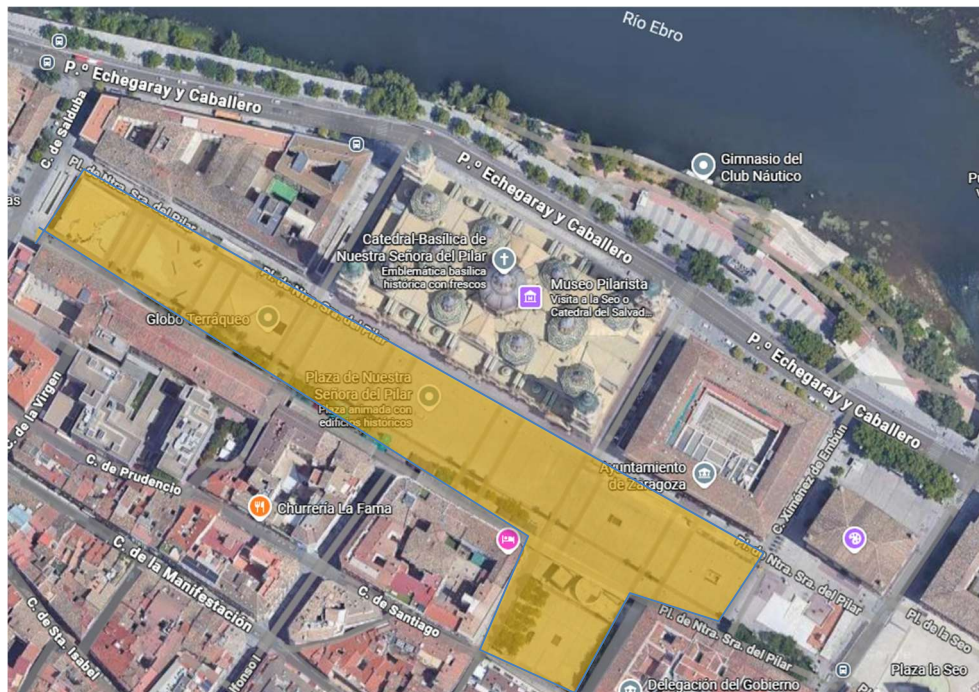 Río Ebro
P.º Echegaray y Caballero
C. de Salduba
P.º Echegaray y Caballero
Gimnasio del
Club Náutico
Pl. de Ntra. Sra. del Pilar
as
Catedral-Basílica de
Nuestra Señora del Pilar
Emblemática basílica
histórica con frescos
Museo Pilarista
Visita a la Seo o
Catedral del Salvad...
Pl. de Ntra. Sra. del Pilar
Globo Terráqueo
P.º Echegaray y Caballero
Plaza de Nuestra
Señora del Pilar
Plaza animada con
edificios históricos
C. de la Virgen
C. de Prudencio
Ayuntamiento
de Zaragoza
C. Ximénez de Embún
Churrería La Fama
C. de la Manifestación
C. de Santiago
Pl. de Ntra. Sra. del Pilar
C. de Sta. Isabel
Pl. de Ntra. Sra. del Pilar
Pl. de la Seo
Plaza la Seo
fonso I
Delegación del Gobierno